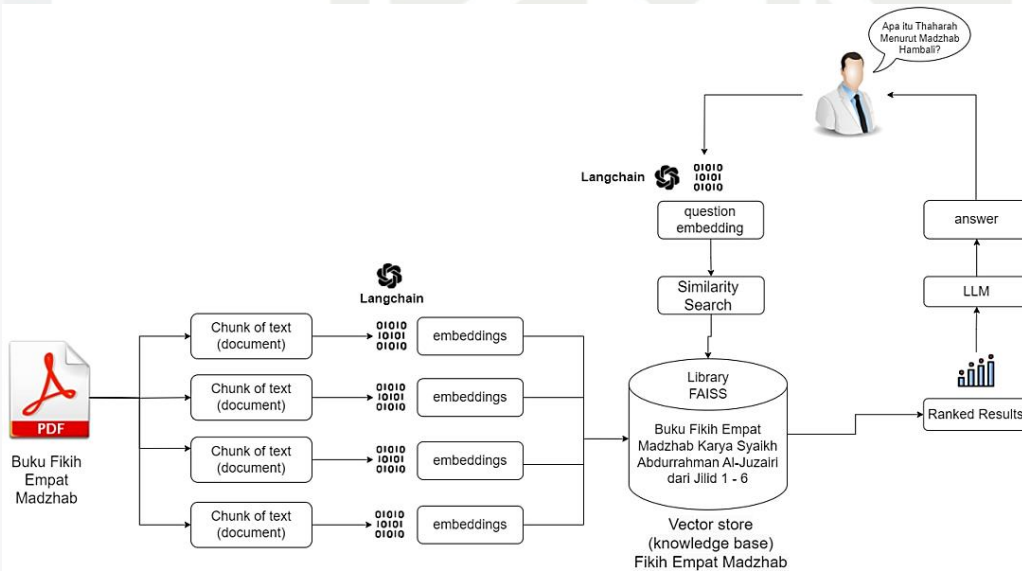 Apa itu Thaharah
Menurut Madzhab
Hambali?
Langchain
01010
10101
01010
question
embedding
Similarity
Search
answer
LLM
Ranked Results
Langchain
PDF
Buku Fikih
Empat
Madzhab
Chunk of text
(document)
01010
10101
01010
embeddings
Chunk of text
(document)
01010
10101
01010
embeddings
Chunk of text
(document)
01010
10101
01010
embeddings
Chunk of text
(document)
01010
10101
01010
embeddings
Library
FAISS
Buku Fikih Empat
Madzhab Karya Syaikh
Abdurrahman Al-Juzairi
dari Jilid 1 - 6
Vector store
(knowledge base)
Fikih Empat Madzhab